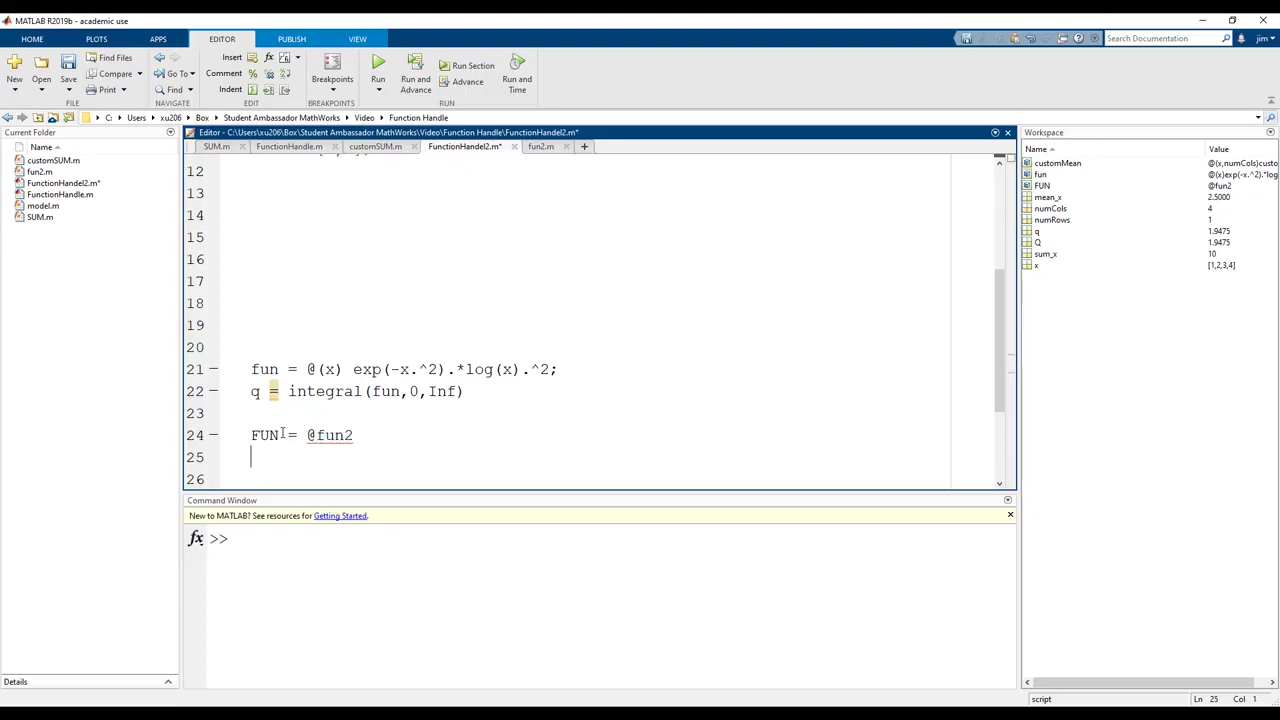 MATLAB R2019b - academic use
HOME PLOTS APPS EDITOR PUBLISH VIEW
Search Documentation jim
New Open Save Find Files Compare Print Go To Find Insert fx Comment Indent Breakpoints Run Run and Advance Run Section Advance Run and Time
FILE NAVIGATE EDIT BREAKPOINTS RUN
C: Users xu206 Box Student Ambassador MathWorks Video Function Handle
Current Folder
Name
customSUM.m
fun2.m
FunctionHandel2.m*
FunctionHandle.m
model.m
SUM.m
Details
Editor - C:\Users\xu206\Box\Student Ambassador MathWorks\Video\Function Handle\FunctionHandel2.m*
SUM.m FunctionHandle.m customSUM.m FunctionHandel2.m* fun2.m
12
13
14
15
16
17
18
19
20
21 fun = @(x) exp(-x.^2).*log(x).^2;
22 q = integral(fun,0,Inf)
23
24 FUN = @fun2
25
26
Command Window
New to MATLAB? See resources for Getting Started.
fx >>
Workspace
Name Value
customMean @(x,numCols)custo
fun @(x)exp(-x.^2).*log
FUN @fun2
mean_x 2.5000
numCols 4
numRows 1
q 1.9475
Q 1.9475
sum_x 10
x [1,2,3,4]
script Ln 25 Col 1